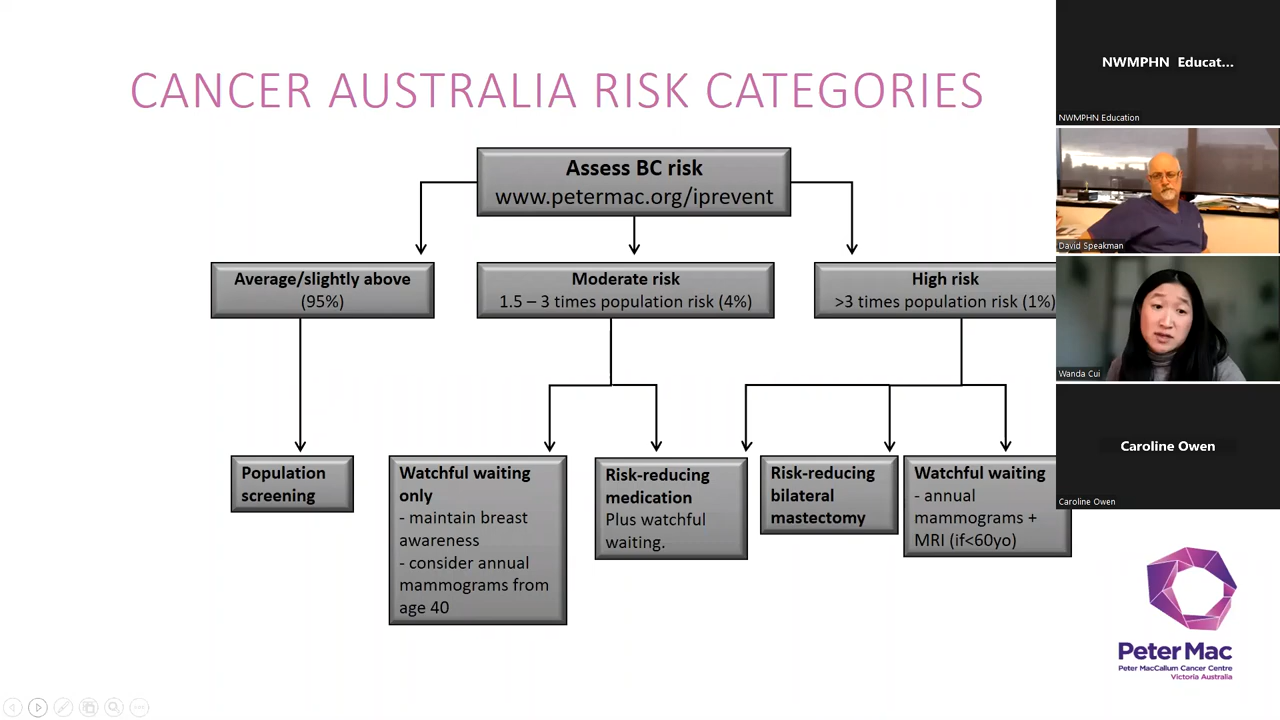 CANCER AUSTRALIA RISK CATEGORIES
Assess BC risk
www.petermac.org/iprevent
Average/slightly above
(95%)
Moderate risk
1.5 – 3 times population risk (4%)
High risk
>3 times population risk (1%)
Population
screening
Watchful waiting
only
- maintain breast
awareness
- consider annual
mammograms from
age 40
Risk-reducing
medication
Plus watchful
waiting.
Risk-reducing
bilateral
mastectomy
Watchful waiting
- annual
mammograms +
MRI (if<60yo)
NWMPHN Educat...
NWMPHN Education
David Speakman
Wanda Cui
Caroline Owen
Caroline Owen
Peter Mac
Peter MacCallum Cancer Centre
Victoria Australia